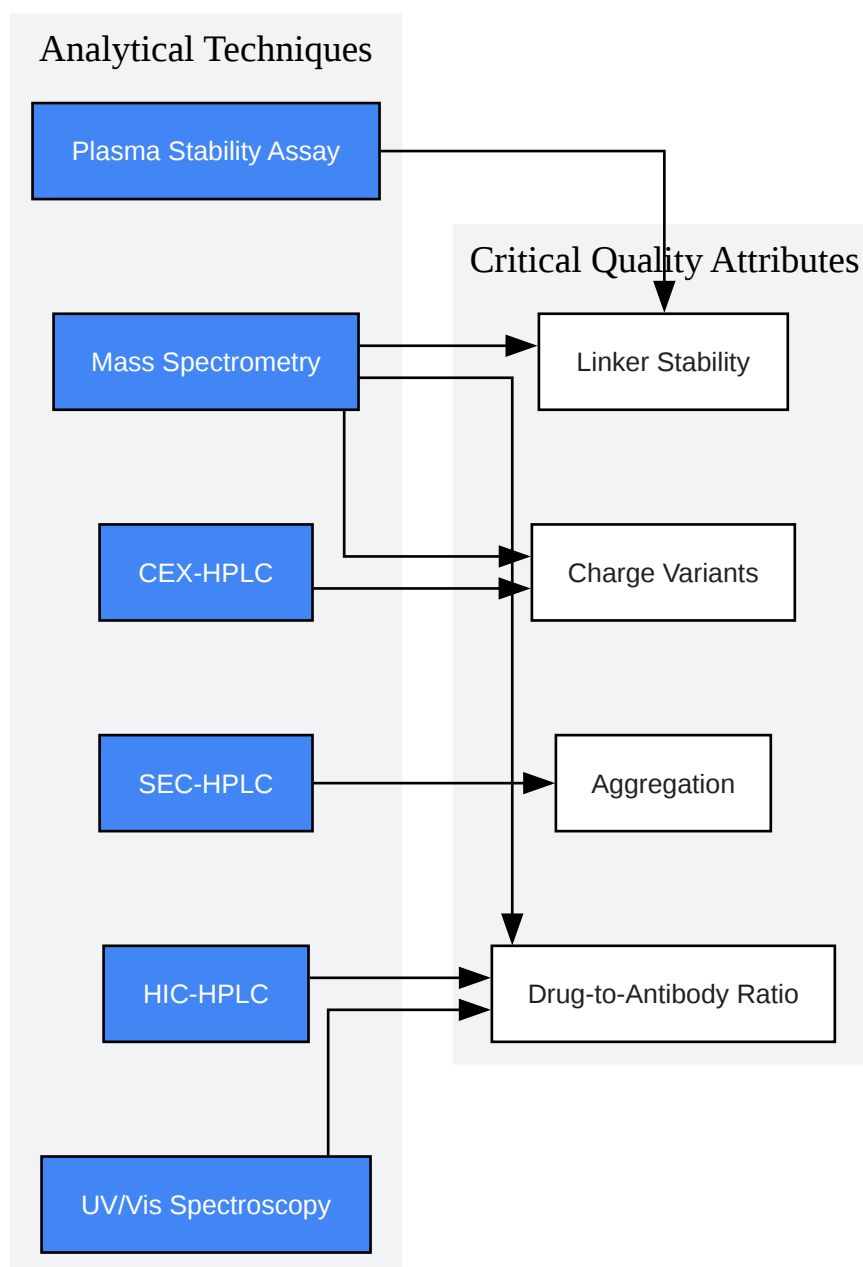 Analytical Techniques
Plasma Stability Assay
Critical Quality Attributes
Mass Spectrometry
Linker Stability
CEX-HPLC
Charge Variants
SEC-HPLC
Aggregation
HIC-HPLC
Drug-to-Antibody Ratio
UV/Vis Spectroscopy